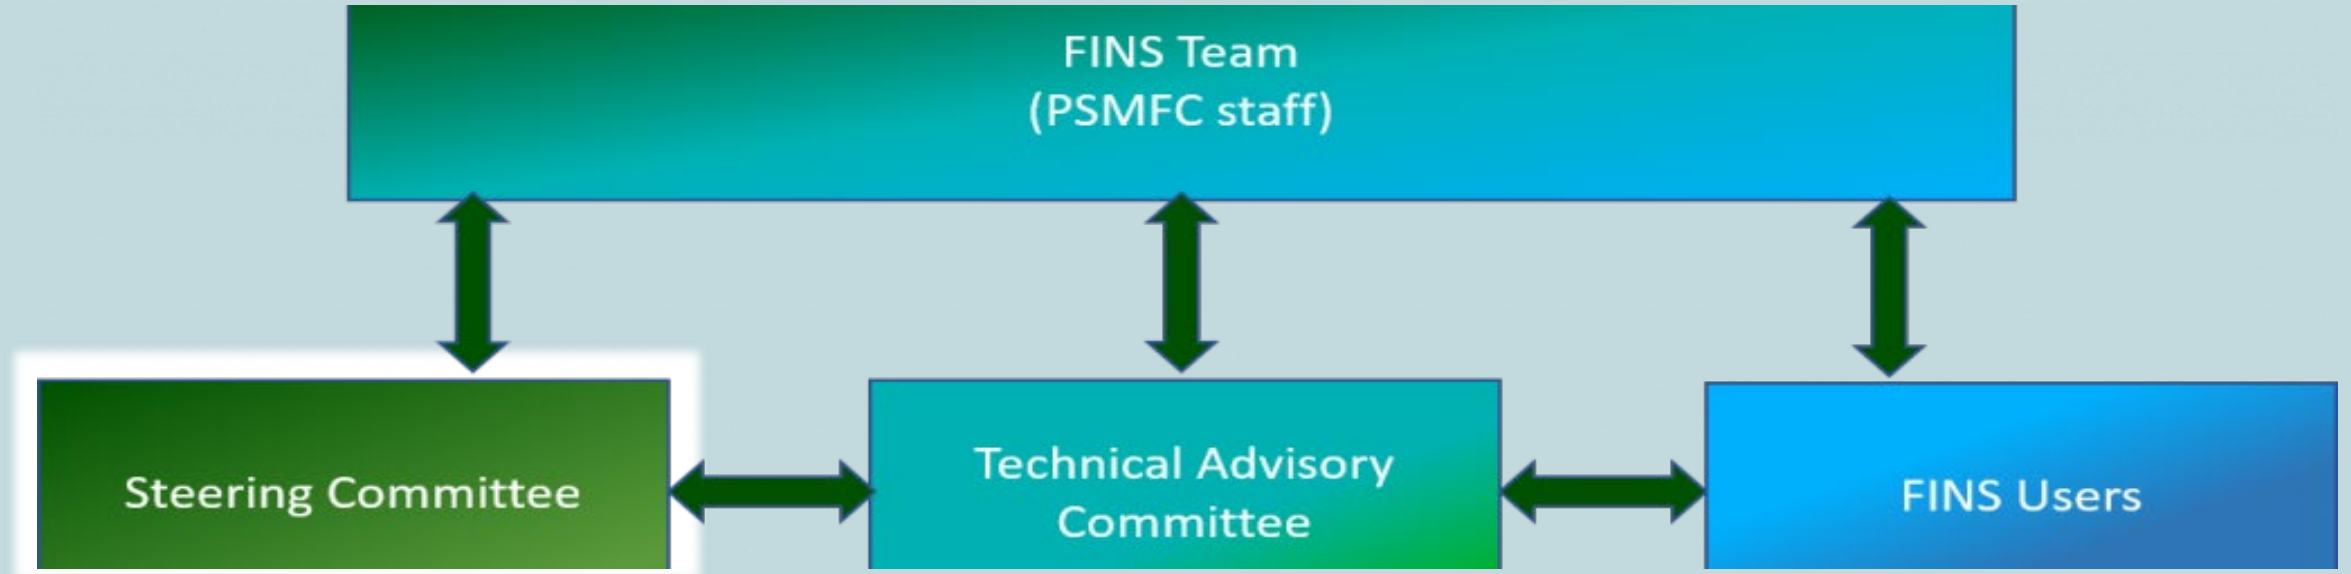 FINS Team
(PSMFC staff)
Steering Committee
Technical Advisory
Committee
FINS Users